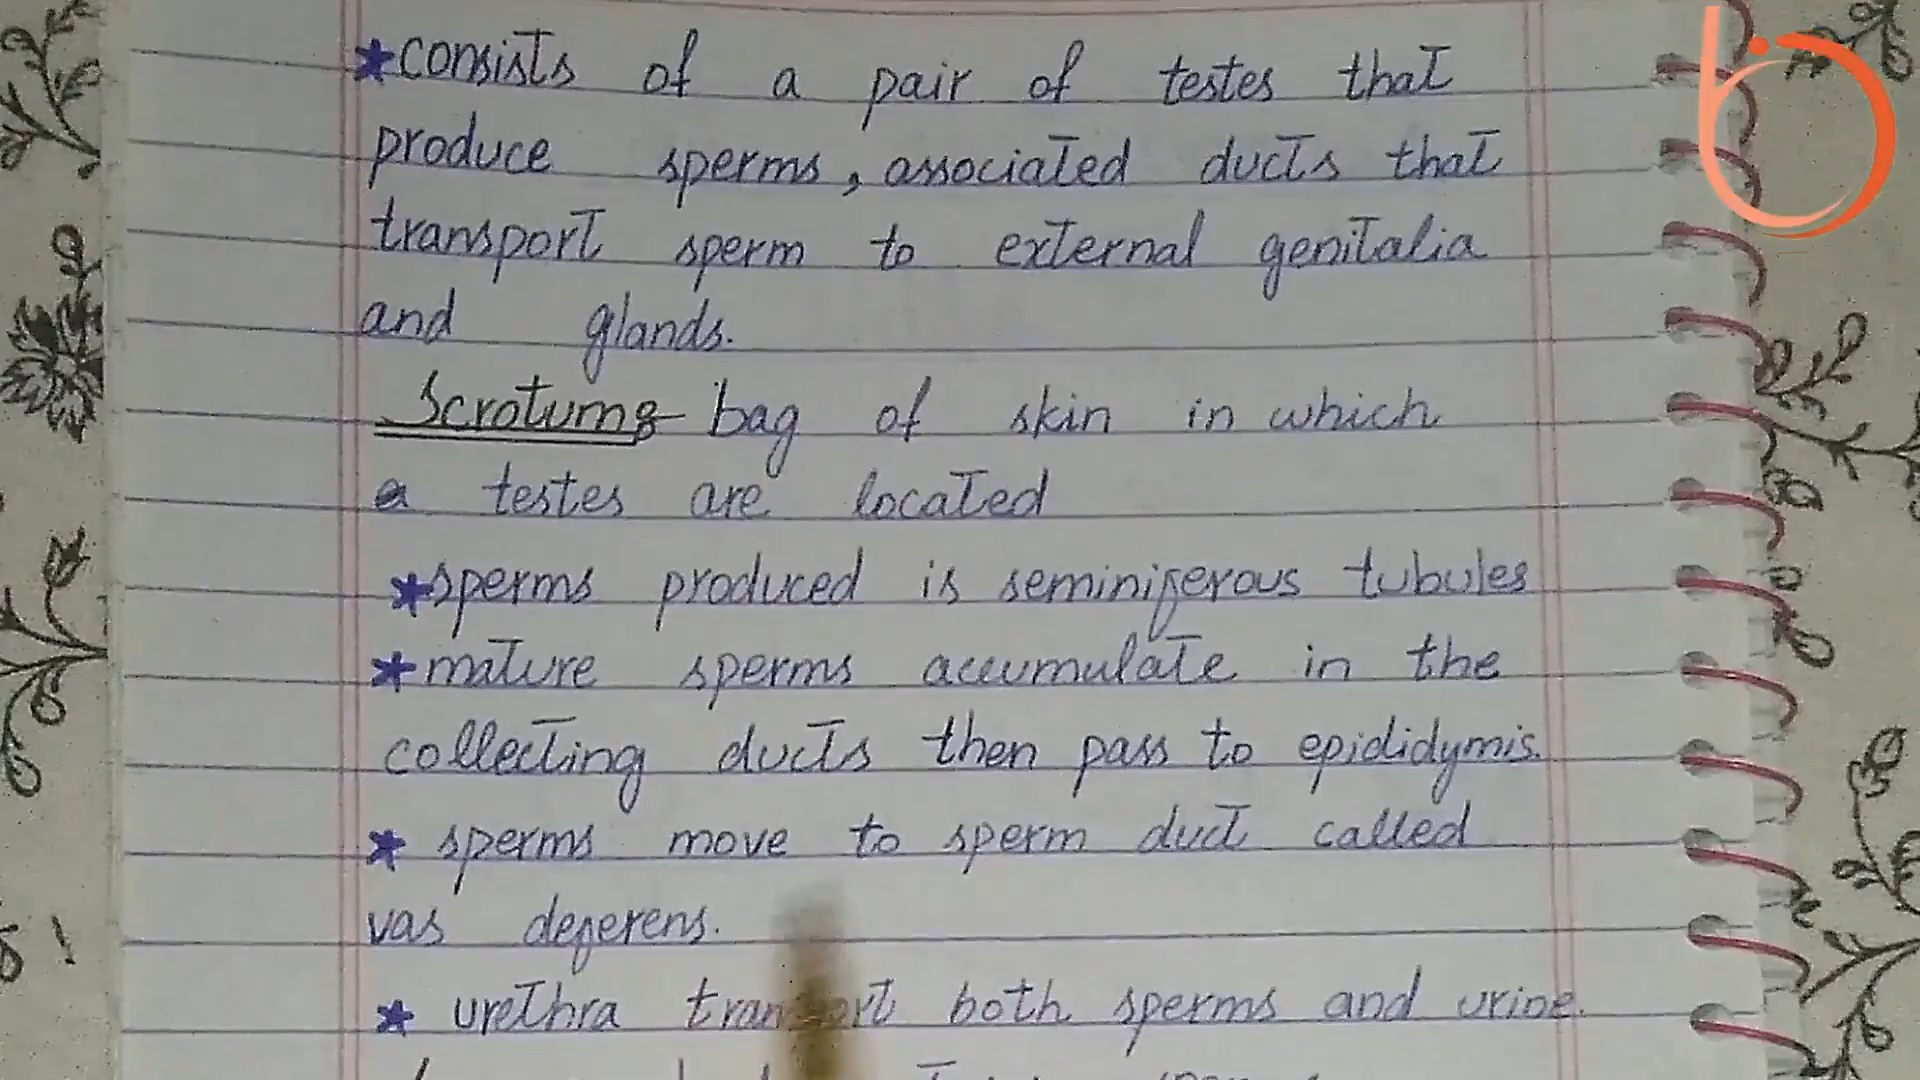 *consists of a pair of testes that
produce sperms, associated ducts that
transport sperm to external genitalia
and glands.
Scrotum:- bag of skin in which
testes are located
*sperms produced is seminiferous tubules
*mature sperms accumulate in the
collecting ducts then pass to epididymis.
* sperms move to sperm duct called
vas deferens.
* urethra transport both sperms and urine.